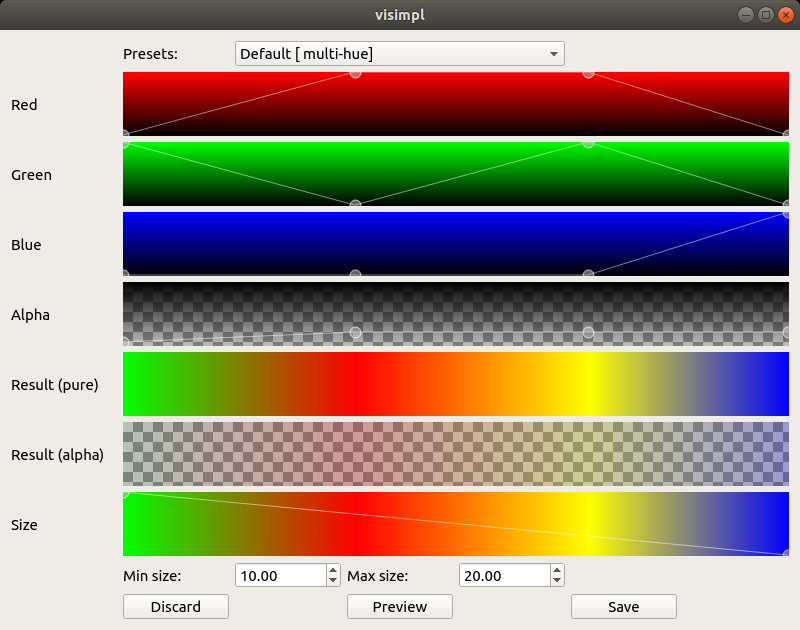 visimpl
Presets: Default [ multi-hue]
Red
Green
Blue
Alpha
Result (pure)
Result (alpha)
Size
Min size: 10.00 Max size: 20.00
Discard Preview Save